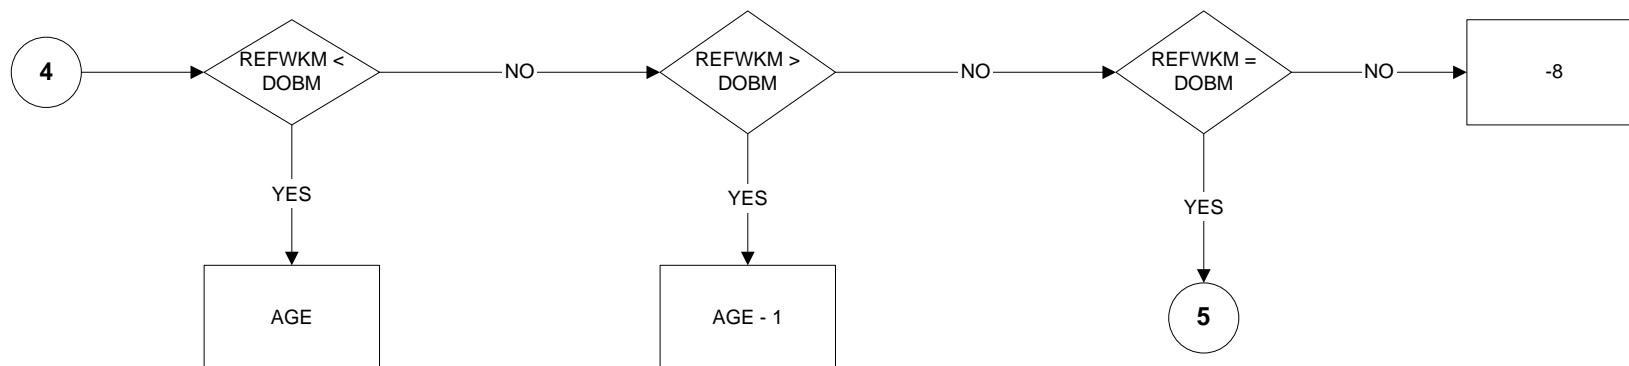 4
REFWKM <
DOBM
NO
REFWKM >
DOBM
NO
REFWKM =
DOBM
NO
-8
YES
YES
YES
AGE
AGE - 1
5